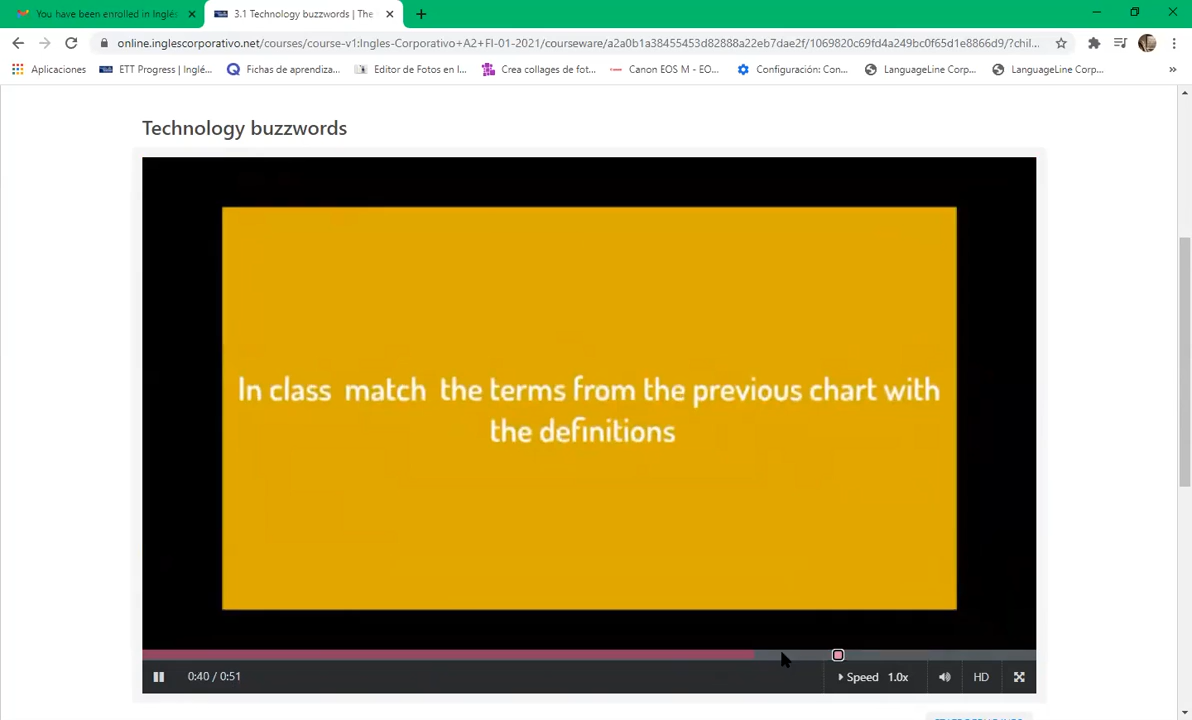 You have been enrolled in Inglés
3.1 Technology buzzwords | The
online.inglescorporativo.net/courses/course-v1:Ingles-Corporativo+A2+FI-01-2021/courseware/a2a0b1a38455453d82888a22eb7dae2f/1069820c69fd4a249bc0f65d1e8866d9/?chil...
Aplicaciones
ETT Progress | Inglé...
Fichas de aprendiza...
Editor de Fotos en l...
Crea collages de fot...
Canon EOS M - EO...
Configuración: Con...
LanguageLine Corp...
LanguageLine Corp...
Technology buzzwords
In class match the terms from the previous chart with
the definitions
0:40 / 0:51
Speed 1.0x
HD